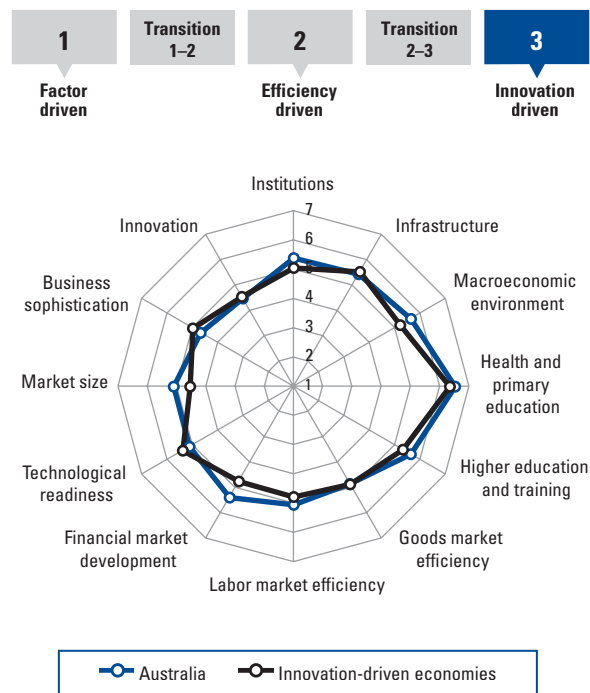 1
Transition
1–2
2
Transition
2–3
3
Factor
driven
Efficiency
driven
Innovation
driven
Institutions
Innovation
Infrastructure
Business
sophistication
Macroeconomic
environment
Market size
Health and
primary
education
Technological
readiness
Higher education
and training
Financial market
development
Goods market
efficiency
Labor market efficiency
7
6
5
4
3
2
1
Australia
Innovation-driven economies